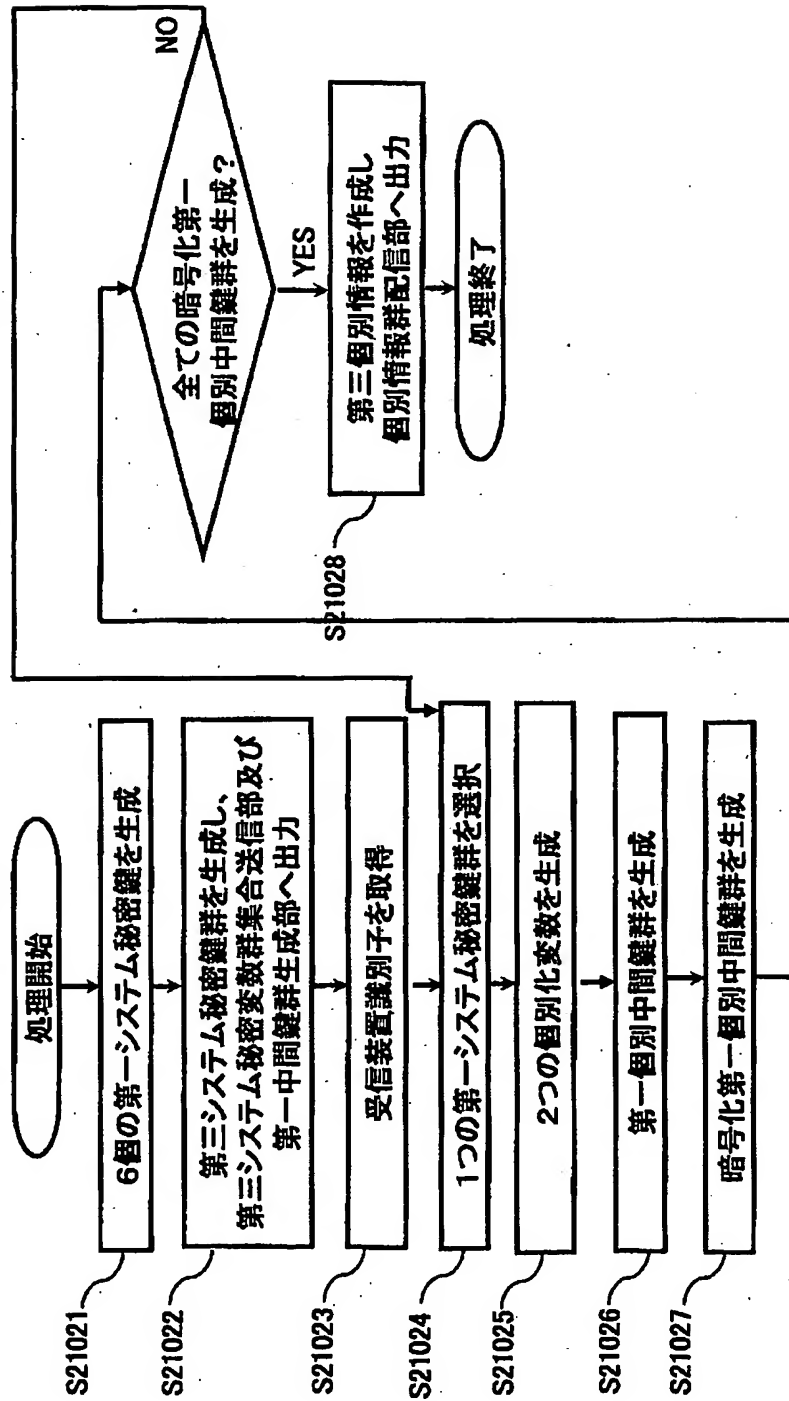 処理開始
S21021
6個の第一システム秘密鍵を生成
S21022
第三システム秘密鍵群を生成し、
第三システム秘密変数群集合送信部及び
第一中間鍵群生成部へ出力
S21023
受信装置識別子を取得
S21024
1つの第一システム秘密鍵群を選択
S21025
2つの個別化変数を生成
S21026
第一個別中間鍵群を生成
S21027
暗号化第一個別中間鍵群を生成
全ての暗号化第一
個別中間鍵群を生成？
NO
YES
S21028
第三個別情報を作成し
個別情報群配信部へ出力
処理終了